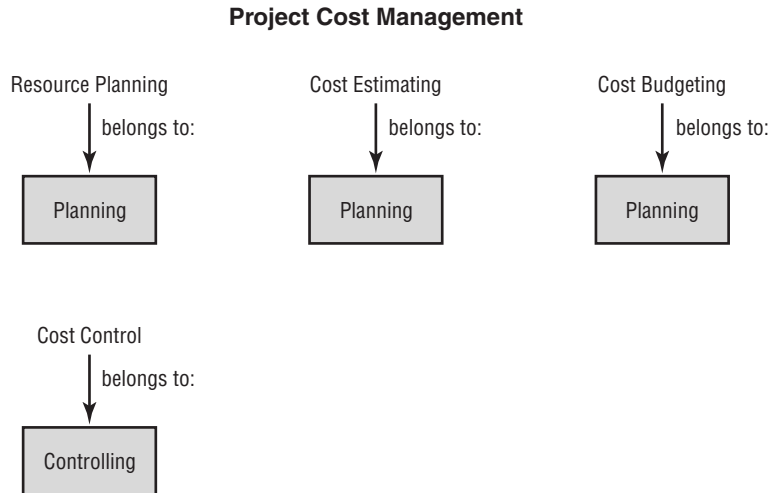 Project Cost Management
Resource Planning
Cost Estimating
Cost Budgeting
belongs to:
belongs to:
belongs to:
Planning
Planning
Planning
Cost Control
belongs to:
Controlling